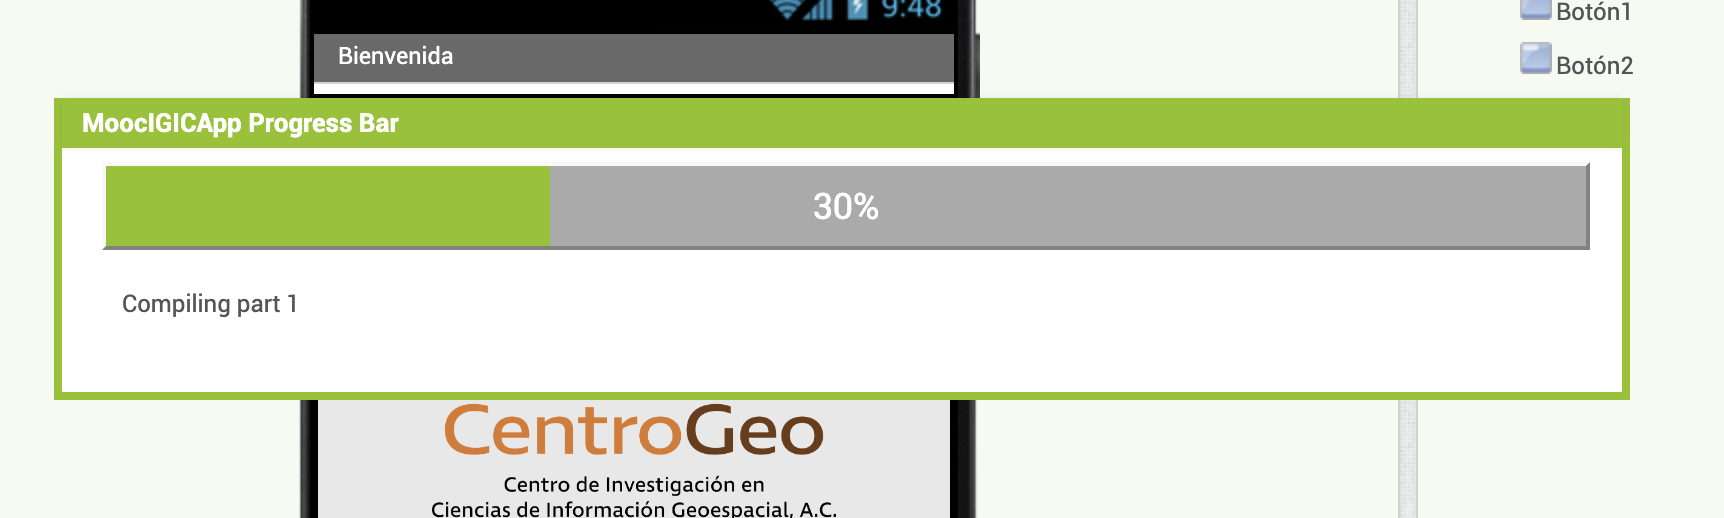 9:48
Botón1
Bienvenida
Botón2
MoocIGICApp Progress Bar
30%
Compiling part 1
CentroGeo
Centro de Investigación en
Ciencias de Información Geoespacial, A.C.